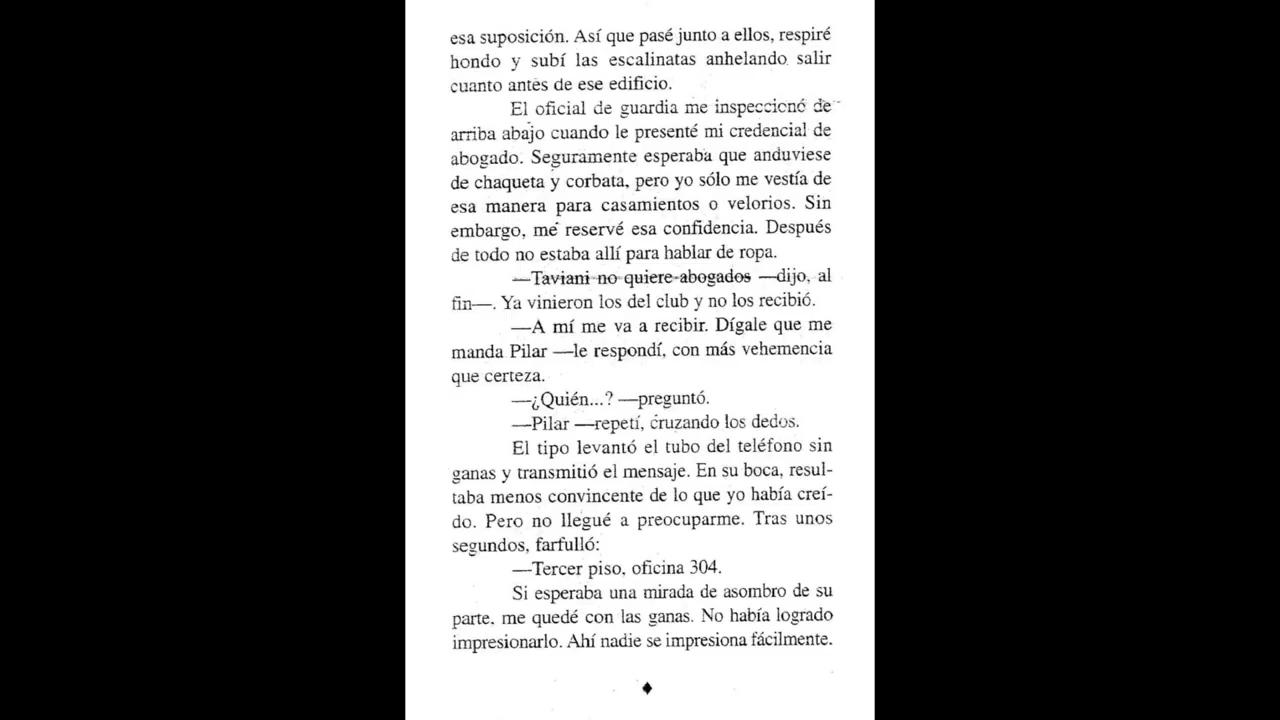 esa suposición. Así que pasé junto a ellos, respiré
hondo y subí las escalinatas anhelando salir
cuanto antes de ese edificio.
El oficial de guardia me inspeccionó de
arriba abajo cuando le presenté mi credencial de
abogado. Seguramente esperaba que anduviese
de chaqueta y corbata, pero yo sólo me vestía de
esa manera para casamientos o velorios. Sin
embargo, me reservé esa confidencia. Después
de todo no estaba allí para hablar de ropa.
—Taviani no quiere abogados —dijo, al
fin—. Ya vinieron los del club y no los recibió.
—A mí me va a recibir. Dígale que me
manda Pilar —le respondí, con más vehemencia
que certeza.
—¿Quién...? —preguntó.
—Pilar —repetí, cruzando los dedos.
El tipo levantó el tubo del teléfono sin
ganas y transmitió el mensaje. En su boca, resul-
taba menos convincente de lo que yo había creí-
do. Pero no llegué a preocuparme. Tras unos
segundos, farfulló:
—Tercer piso, oficina 304.
Si esperaba una mirada de asombro de su
parte, me quedé con las ganas. No había logrado
impresionarlo. Ahí nadie se impresiona fácilmente.